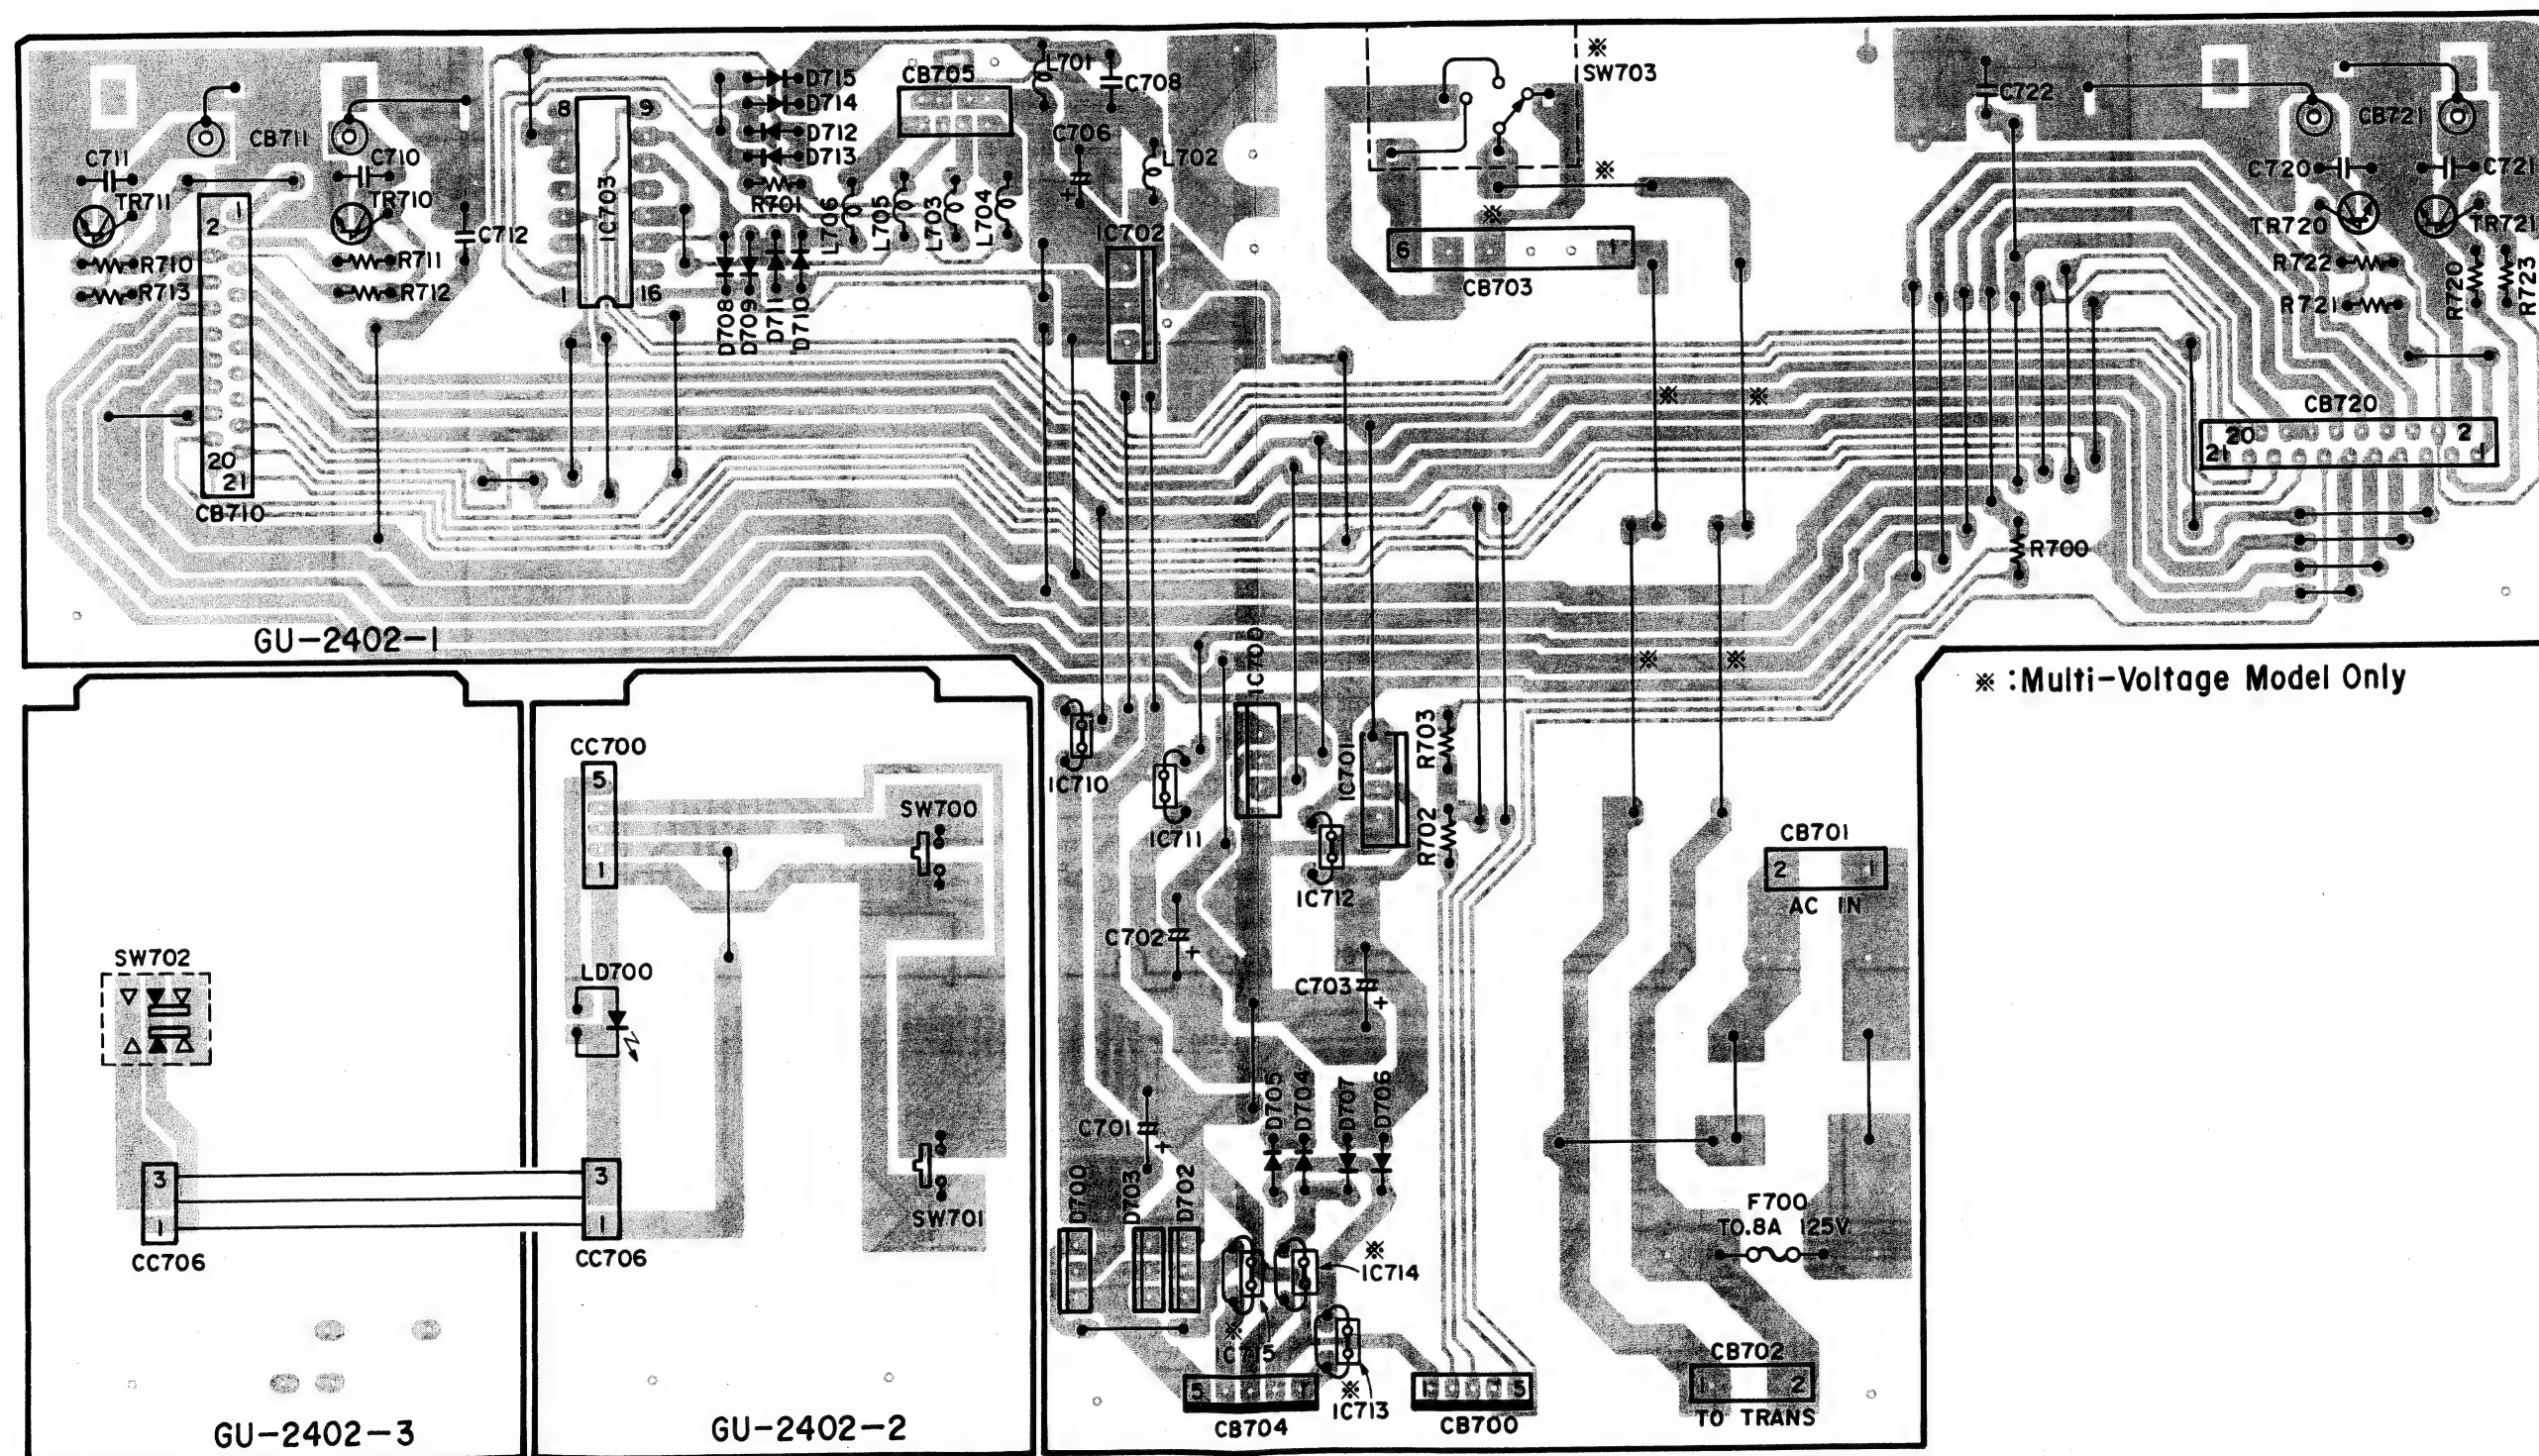 D715
D714
D712
D713
R701
CB705
L701
C708
C706
L702
※
SW703
※
※
C722
CB721
CB711
C711
C710
TR711
TR710
8
9
IC703
1
16
1
2
20
21
CB710
C712
R710
R713
R711
R712
L706
L705
L703
L704
IC702
D708
D709
D711
D710
6
1
CB703
C720
C721
TR720
TR721
R722
R721
R720
R723
※
※
CB720
20
2
21
1
R700
GU-2402-1
※
※
※ :Multi-Voltage Model Only
IC700
IC710
IC711
IC701
IC712
R703
R702
CC700
5
1
SW700
CB701
2
1
AC IN
C702
+
C703
+
SW702
LD700
C701
+
D705
D704
D707
D706
D700
D703
D702
3
1
CC706
3
1
CC706
SW701
F700
T0.8A 125V
※
IC714
※
IC715
※
IC713
5
1
CB704
1
5
CB700
CB702
1
2
TO TRANS
GU-2402-3
GU-2402-2